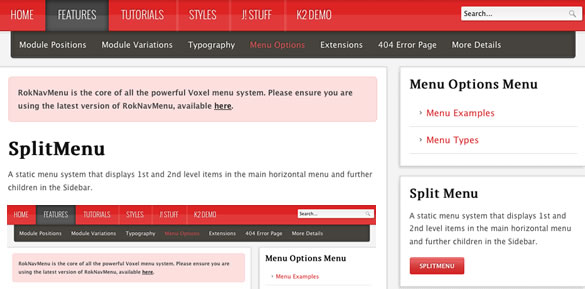 HOME FEATURES TUTORIALS STYLES J! STUFF K2 DEMO Search...
Module Positions Module Variations Typography Menu Options Extensions 404 Error Page More Details
RokNavMenu is the core of all the powerful Voxel menu system. Please ensure you are
using the latest version of RokNavMenu, available here.
SplitMenu
A static menu system that displays 1st and 2nd level items in the main horizontal menu and further
children in the Sidebar.
HOME FEATURES TUTORIALS STYLES J! STUFF K2 DEMO Search...
Module Positions Module Variations Typography Menu Options Extensions 404 Error Page More Details
RokNavMenu is the core of all the powerful Voxel menu system. Please ensure you are
using the latest version of RokNavMenu, available here.
Menu Options Menu
Menu Examples
Menu Options Menu
Menu Examples
Menu Types
Split Menu
A static menu system that displays 1st and
2nd level items in the main horizontal menu
and further children in the Sidebar.
SPLITMENU